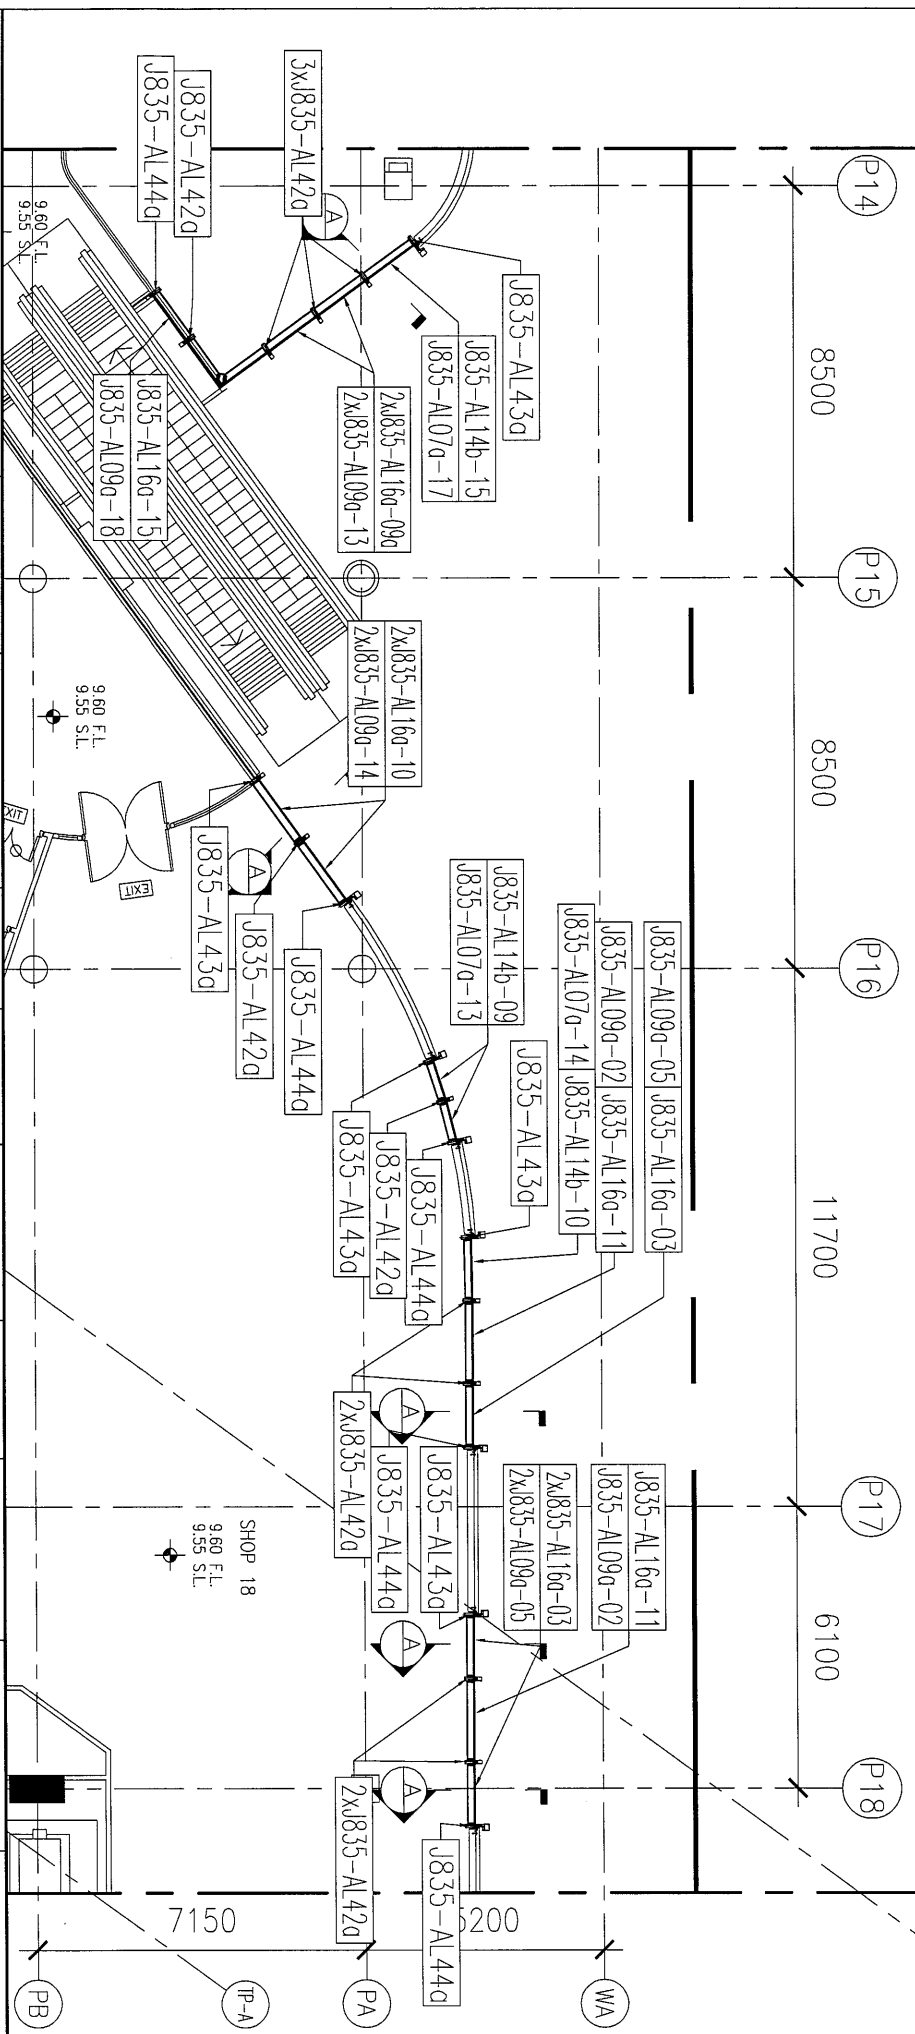 P14
P15
P16
P17
P18
8500
8500
11700
6100
J835-AL44a
J835-AL42a
3xJ835-AL42a
A
J835-AL43a
J835-AL14b-15
J835-AL07a-17
2xJ835-AL16a-09
2xJ835-AL09a-13
J835-AL16a-15
J835-AL09a-18
9.60 F.L.
9.55 S.L.
2xJ835-AL16a-10
2xJ835-AL09a-14
9.60 F.L.
9.55 S.L.
EXIT
EXIT
J835-AL43a
A
J835-AL42a
J835-AL44a
J835-AL14b-09
J835-AL07a-13
J835-AL09a-05
J835-AL16a-03
J835-AL09a-02
J835-AL16a-11
J835-AL07a-14
J835-AL14b-10
J835-AL43a
J835-AL43a
J835-AL42a
J835-AL44a
2xJ835-AL42a
A
J835-AL44a
J835-AL43a
J835-AL16a-11
J835-AL09a-02
2xJ835-AL16a-03
2xJ835-AL09a-05
SHOP 18
9.60 F.L.
9.55 S.L.
A
A
2xJ835-AL42a
J835-AL44a
7150
5200
PB
TP-A
PA
WA